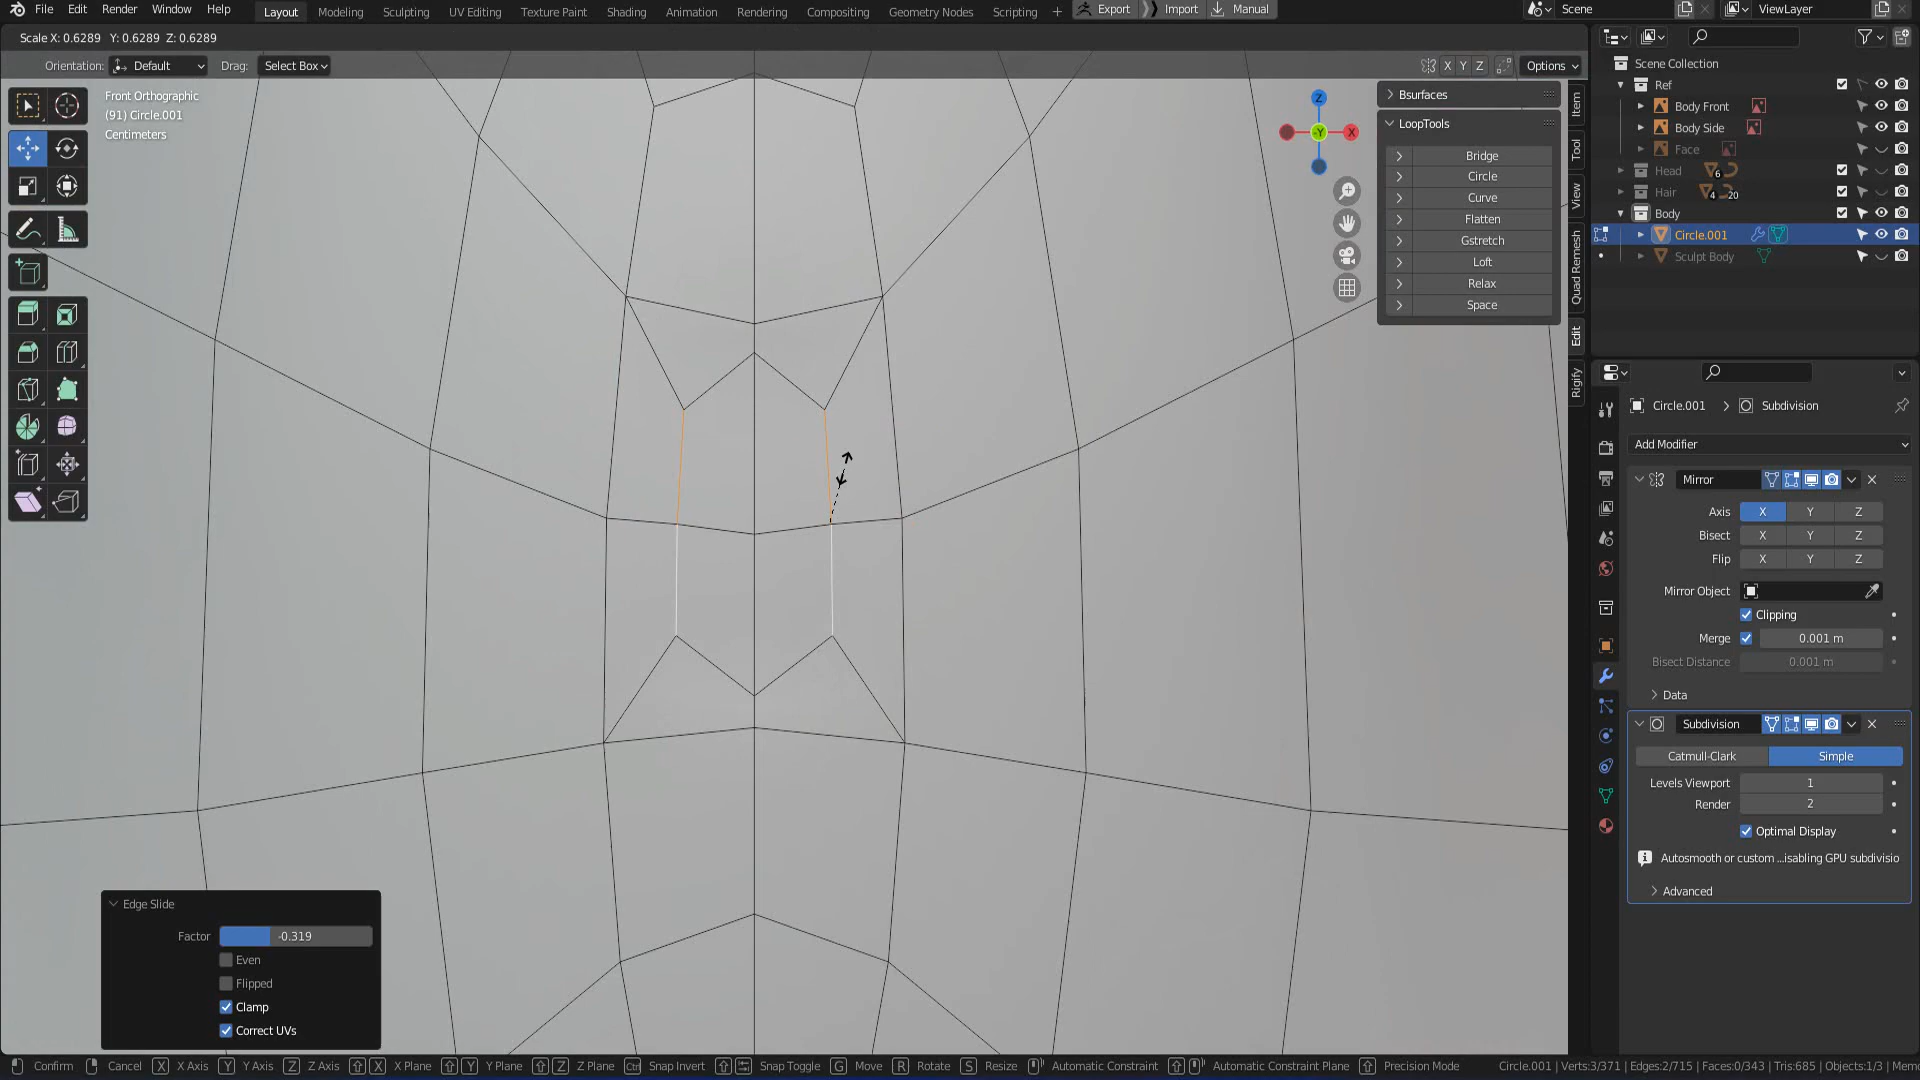 File Edit Render Window Help Layout Modeling Sculpting UV Editing Texture Paint Shading Animation Rendering Compositing Geometry Nodes Scripting + Export Import Manual Scene ViewLayer
Scale X: 0.6289 Y: 0.6289 Z: 0.6289
Orientation: Default Drag: Select Box X Y Z Options
Front Orthographic
(91) Circle.001
Centimeters
Z
Y
X
Bsurfaces
LoopTools
Bridge
Circle
Curve
Flatten
Gstretch
Loft
Relax
Space
Item
Tool
View
Quad Remesh
Edit
Rigify
Scene Collection
Ref
Body Front
Body Side
Face
Head 6
Hair 4 20
Body
Circle.001
Sculpt Body
Circle.001 > Subdivision
Add Modifier
Mirror
Axis X Y Z
Bisect X Y Z
Flip X Y Z
Mirror Object
Clipping
Merge 0.001 m
Bisect Distance 0.001 m
Data
Subdivision
Catmull-Clark Simple
Levels Viewport 1
Render 2
Optimal Display
Autosmooth or custom ...isabling GPU subdivisio
Advanced
Edge Slide
Factor -0.319
Even
Flipped
Clamp
Correct UVs
Confirm Cancel X X Axis Y Y Axis Z Z Axis X X Plane Y Y Plane Z Z Plane Ctrl Snap Invert Snap Toggle G Move R Rotate S Resize Automatic Constraint Automatic Constraint Plane Precision Mode Circle.001 | Verts:3/371 | Edges:2/715 | Faces:0/343 | Tris:685 | Objects:1/3 | Memo